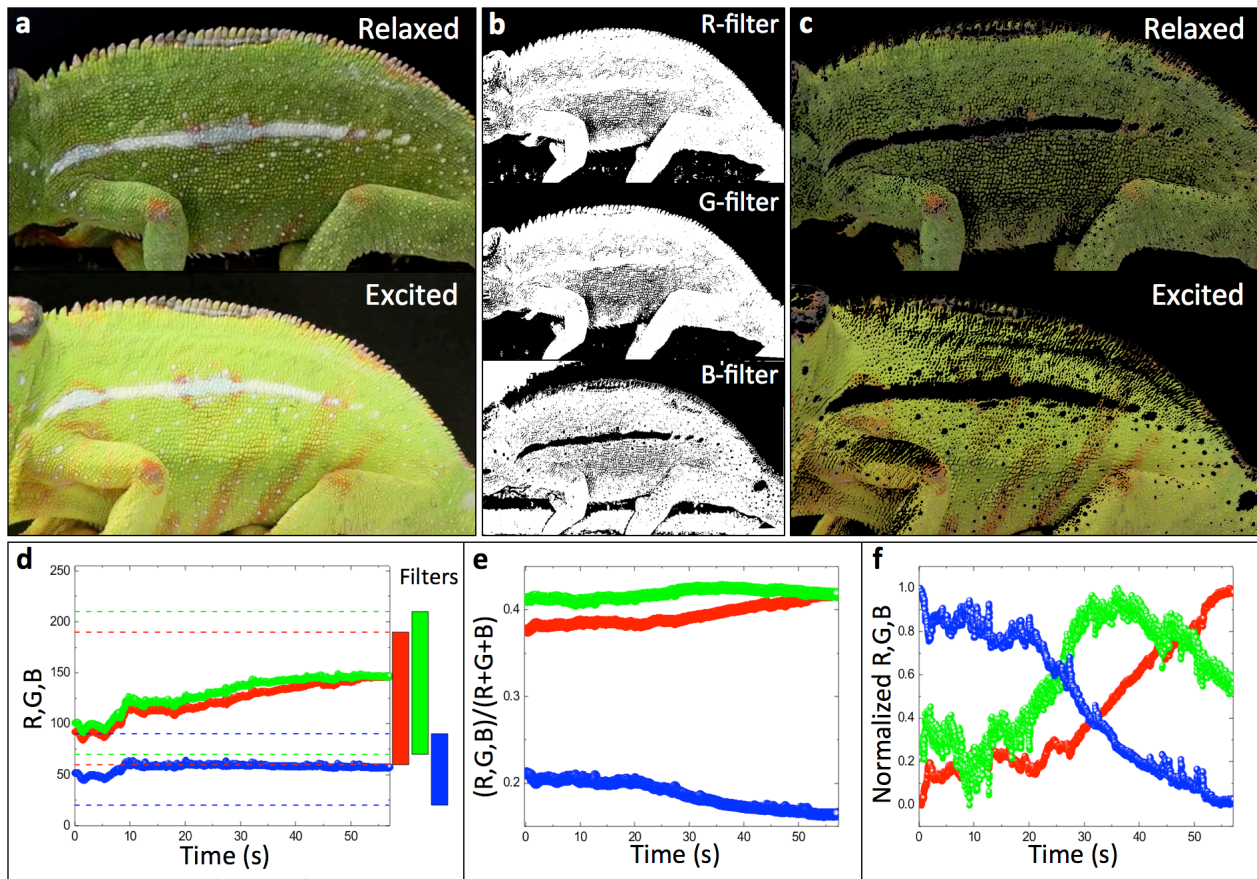 a
Relaxed
Excited
b
R-filter
G-filter
B-filter
c
Relaxed
Excited
d
250
200
150
100
50
0
R,G,B
0 10 20 30 40 50
Time (s)
Filters
e
0.4
0.3
0.2
(R,G,B)/(R+G+B)
0 10 20 30 40 50
Time (s)
f
1.0
0.8
0.6
0.4
0.2
0.0
Normalized R,G,B
0 10 20 30 40 50
Time (s)